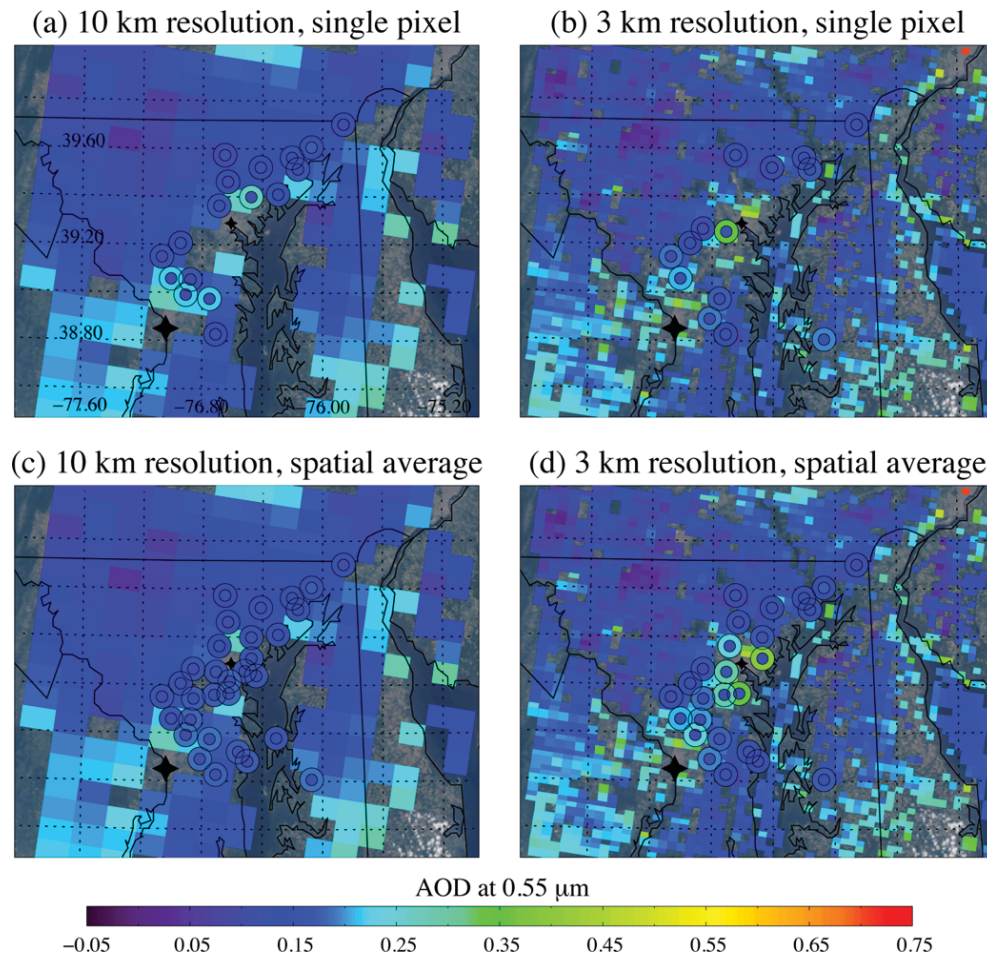 (a) 10 km resolution, single pixel
(b) 3 km resolution, single pixel
39.60
39.20
38.80
−77.60
−76.80
−76.00
−75.20
(c) 10 km resolution, spatial average
(d) 3 km resolution, spatial average
AOD at 0.55 μm
−0.05 0.05 0.15 0.25 0.35 0.45 0.55 0.65 0.75